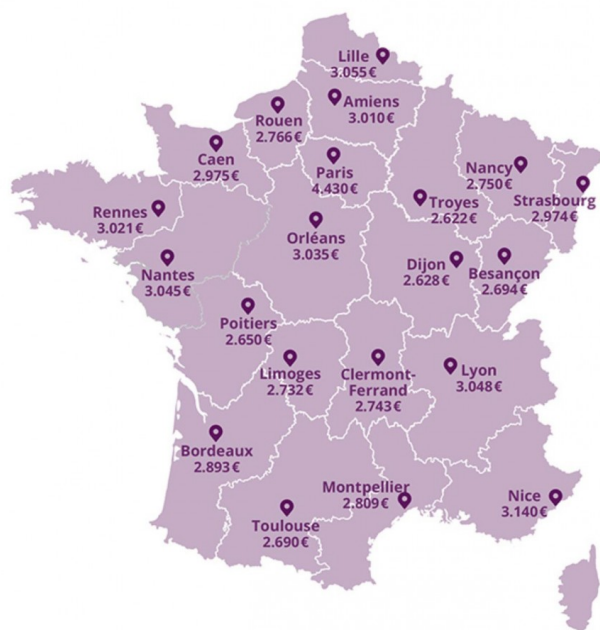 Lille
3.055€
Amiens
3.010€
Rouen
2.766€
Caen
2.975€
Paris
4.430€
Nancy
2.750€
Strasbourg
2.974€
Troyes
2.622€
Rennes
3.021€
Orléans
3.035€
Nantes
3.045€
Dijon
2.628€
Besançon
2.694€
Poitiers
2.650€
Limoges
2.732€
Clermont-
Ferrand
2.743€
Lyon
3.048€
Bordeaux
2.893€
Montpellier
2.809€
Nice
3.140€
Toulouse
2.690€